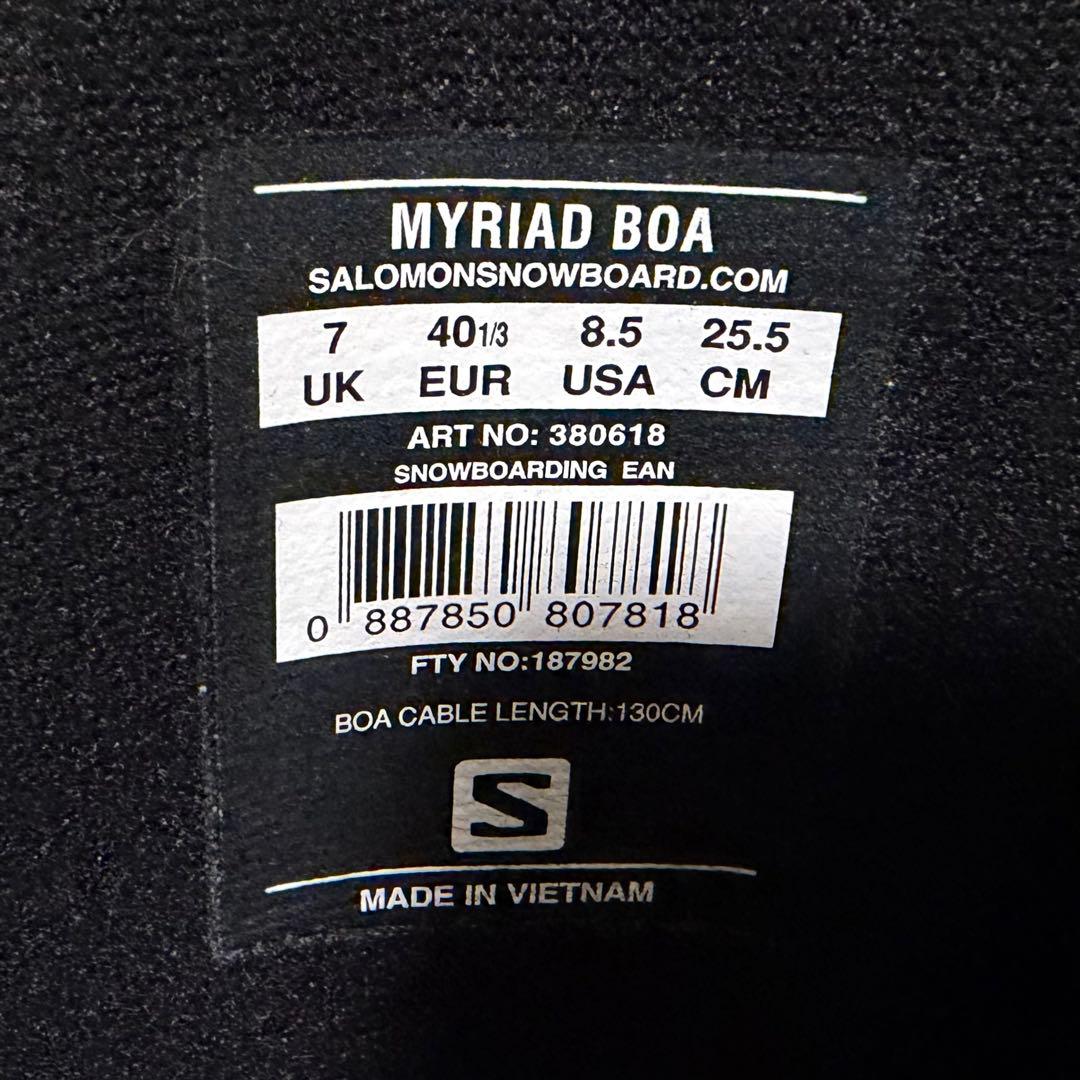 MYRIAD BOA
SALOMONSNOWBOARD.COM
7 40 1/3 8.5 25.5
UK EUR USA CM
ART NO: 380618
SNOWBOARDING EAN
0 887850 807818
FTY NO:187982
BOA CABLE LENGTH:130CM
S
MADE IN VIETNAM